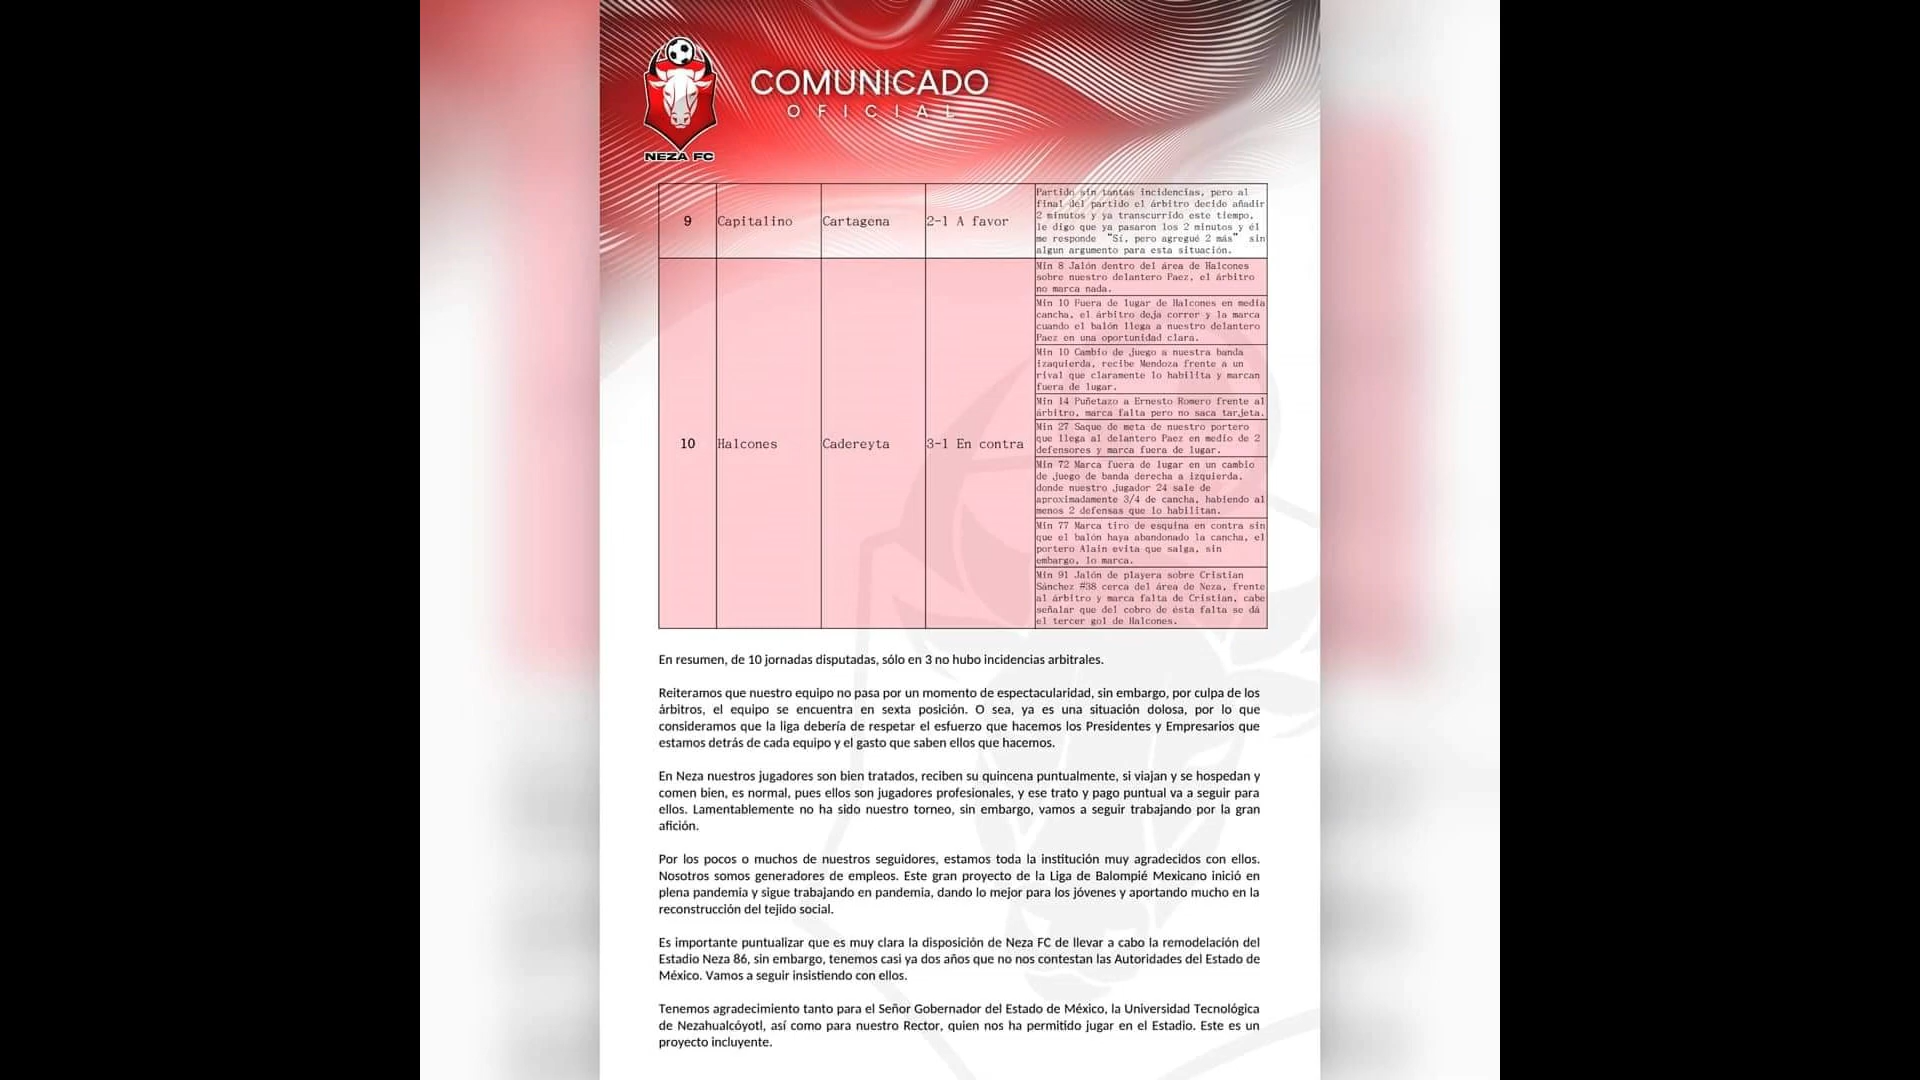 COMUNICADO
OFICIAL
NEZA FC
9
Capitalino
Cartagena
2-1 A favor
Partido sin tantas incidencias, pero al
final del partido el árbitro decide añadir
2 minutos y ya transcurrido este tiempo,
le digo que ya pasaron los 2 minutos y él
me responde "Sí, pero agregué 2 más" sin
algun argumento para esta situación.
10
Halcones
Cadereyta
3-1 En contra
Min 8 Jalón dentro del área de Halcones
sobre nuestro delantero Paez, el árbitro
no marca nada.
Min 10 Fuera de lugar de Halcones en media
cancha, el árbitro deja correr y la marca
cuando el balón llega a nuestro delantero
Paez en una oportunidad clara.
Min 10 Cambio de juego a nuestra banda
izaquierda, recibe Mendoza frente a un
rival que claramente lo habilita y marcan
fuera de lugar.
Min 14 Puñetazo a Ernesto Romero frente al
árbitro, marca falta pero no saca tarjeta.
Min 27 Saque de meta de nuestro portero
que llega al delantero Paez en medio de 2
defensores y marca fuera de lugar.
Min 72 Marca fuera de lugar en un cambio
de juego de banda derecha a izquierda,
donde nuestro jugador 24 sale de
aproximadamente 3/4 de cancha, habiendo al
menos 2 defensas que lo habilitan.
Min 77 Marca tiro de esquina en contra sin
que el balón haya abandonado la cancha, el
portero Alain evita que salga, sin
embargo, lo marca.
Min 91 Jalón de playera sobre Cristian
Sánchez #38 cerca del área de Neza, frente
al árbitro y marca falta de Cristian, cabe
señalar que del cobro de ésta falta se dá
el tercer gol de Halcones.
En resumen, de 10 jornadas disputadas, sólo en 3 no hubo incidencias arbitrales.
Reiteramos que nuestro equipo no pasa por un momento de espectacularidad, sin embargo, por culpa de los
árbitros, el equipo se encuentra en sexta posición. O sea, ya es una situación dolosa, por lo que
consideramos que la liga debería de respetar el esfuerzo que hacemos los Presidentes y Empresarios que
estamos detrás de cada equipo y el gasto que saben ellos que hacemos.
En Neza nuestros jugadores son bien tratados, reciben su quincena puntualmente, si viajan y se hospedan y
comen bien, es normal, pues ellos son jugadores profesionales, y ese trato y pago puntual va a seguir para
ellos. Lamentablemente no ha sido nuestro torneo, sin embargo, vamos a seguir trabajando por la gran
afición.
Por los pocos o muchos de nuestros seguidores, estamos toda la institución muy agradecidos con ellos.
Nosotros somos generadores de empleos. Este gran proyecto de la Liga de Balompié Mexicano inició en
plena pandemia y sigue trabajando en pandemia, dando lo mejor para los jóvenes y aportando mucho en la
reconstrucción del tejido social.
Es importante puntualizar que es muy clara la disposición de Neza FC de llevar a cabo la remodelación del
Estadio Neza 86, sin embargo, tenemos casi ya dos años que no nos contestan las Autoridades del Estado de
México. Vamos a seguir insistiendo con ellos.
Tenemos agradecimiento tanto para el Señor Gobernador del Estado de México, la Universidad Tecnológica
de Nezahualcóyotl, así como para nuestro Rector, quien nos ha permitido jugar en el Estadio. Este es un
proyecto incluyente.